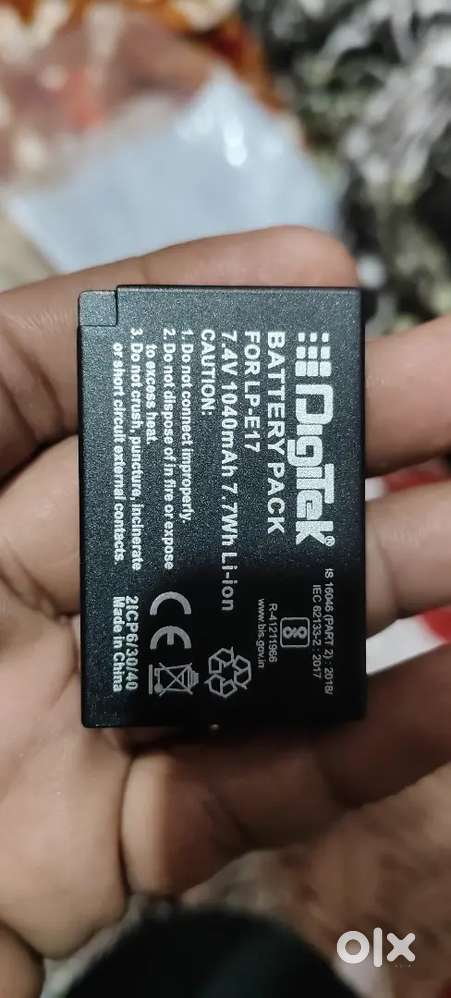 DIGITEK
BATTERY PACK
FOR LP-E17
7.4V 1040mAh 7.7Wh Li-ion
CAUTION:
1. Do not connect improperly.
2. Do not dispose of in fire or expose
to excess heat.
3. Do not crush, puncture, incinerate
or short circuit external contacts.
IS 16046 (PART 2) : 2018/
IEC 62133-2 : 2017
R-41211966
www.bis.gov.in
CE
2ICP6/30/40
Made in China
olx